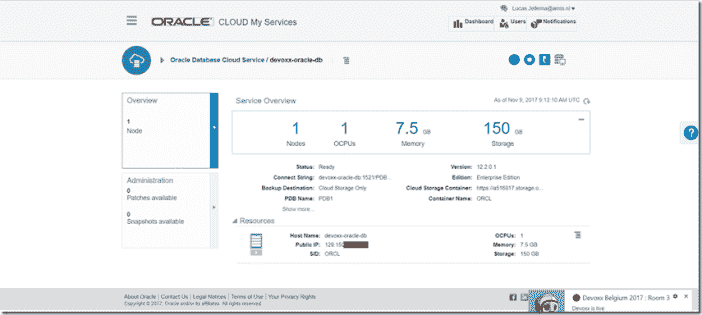 Lucas.Jellema@amis.nl
ORACLE CLOUD My Services
Dashboard Users Notifications
Oracle Database Cloud Service / devoxx-oracle-db
Overview
1
Node
Administration
0
Patches available
0
Snapshots available
Service Overview
As of Nov 9, 2017 9:12:10 AM UTC
1 1 7.5 GB 150 GB
Nodes OCPUs Memory Storage
Status: Ready Version: 12.2.0.1
Connect String: devoxx-oracle-db:1521/PDB... Edition: Enterprise Edition
Backup Destination: Cloud Storage Only Cloud Storage Container: 
PDB Name: PDB1 Container Name: ORCL
Show more...
Resources
Host Name: devoxx-oracle-db OCPUs: 1
Public IP: 129.152 Memory: 7.5 GB
SID: ORCL Storage: 150 GB
About Oracle | Contact Us | Legal Notices | Terms of Use | Your Privacy Rights
Copyright © 2017, Oracle and/or its affiliates. All rights reserved.
Devoxx Belgium 2017 : Room 3
Devoxx is live